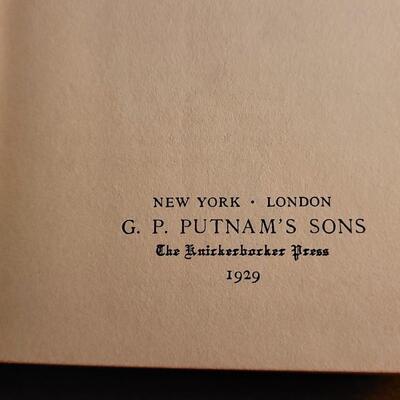 NEW YORK · LONDON
G. P. PUTNAM'S SONS
The Knickerbocker Press
1929